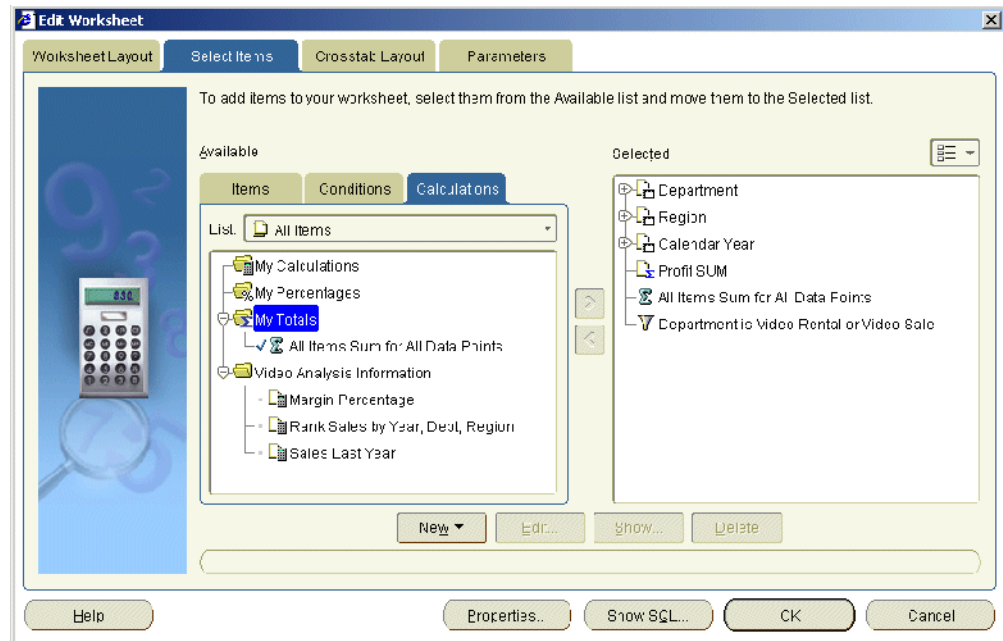 Edit Worksheet
Worksheet Layout
Select Items
Crosstab Layout
Parameters
To add items to your worksheet, select them from the Available list and move them to the Selected list.
Available
Selected
Items
Conditions
Calculations
List:
All Items
My Calculations
My Percentages
My Totals
All Items Sum for All Data Points
Video Analysis Information
Margin Percentage
Rank Sales by Year, Dept, Region
Sales Last Year
Department
Region
Calendar Year
Profit SUM
All Items Sum for All Data Points
Department is Video Rental or Video Sale
New
Edit...
Show...
Delete
Help
Properties...
Show SQL...
OK
Cancel